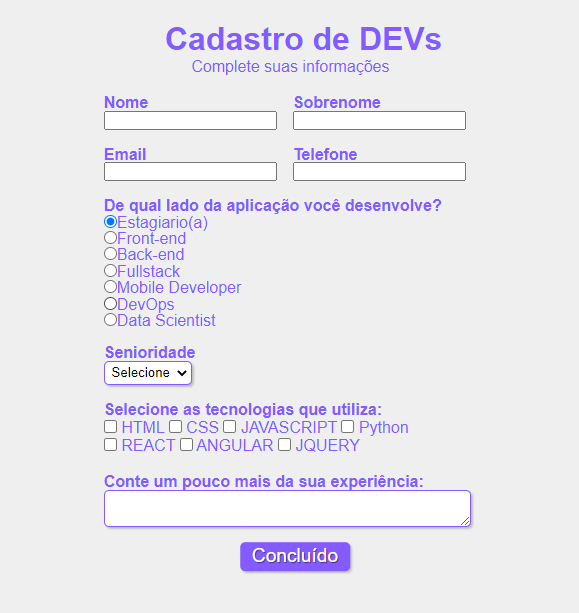 Cadastro de DEVs
Complete suas informações
Nome Sobrenome
Email Telefone
De qual lado da aplicação você desenvolve?
Estagiario(a)
Front-end
Back-end
Fullstack
Mobile Developer
DevOps
Data Scientist
Senioridade
Selecione
Selecione as tecnologias que utiliza:
HTML CSS JAVASCRIPT Python
REACT ANGULAR JQUERY
Conte um pouco mais da sua experiência:
Concluído